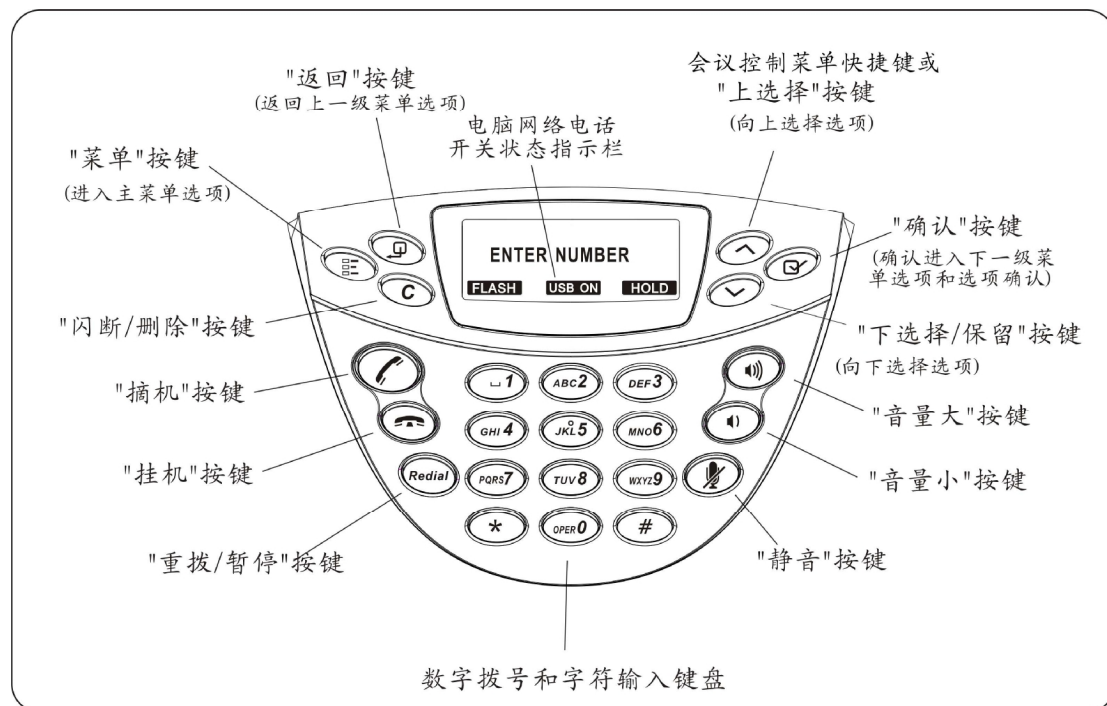 会议控制菜单快捷键或
"上选择"按键
(向上选择选项)
"返回"按键
(返回上一级菜单选项)
电脑网络电话
开关状态指示栏
"菜单"按键
(进入主菜单选项)
"确认"按键
(确认进入下一级菜
单选项和选项确认)
ENTER NUMBER
FLASH USB ON HOLD
C
"闪断/删除"按键
"下选择/保留"按键
(向下选择选项)
1 ABC2 DEF3
"摘机"按键
"音量大"按键
GHI4 JKL5 MNO6
"挂机"按键
"音量小"按键
Redial PQRS7 TUV8 WXYZ9
* OPER0 #
"重拨/暂停"按键
"静音"按键
数字拨号和字符输入键盘